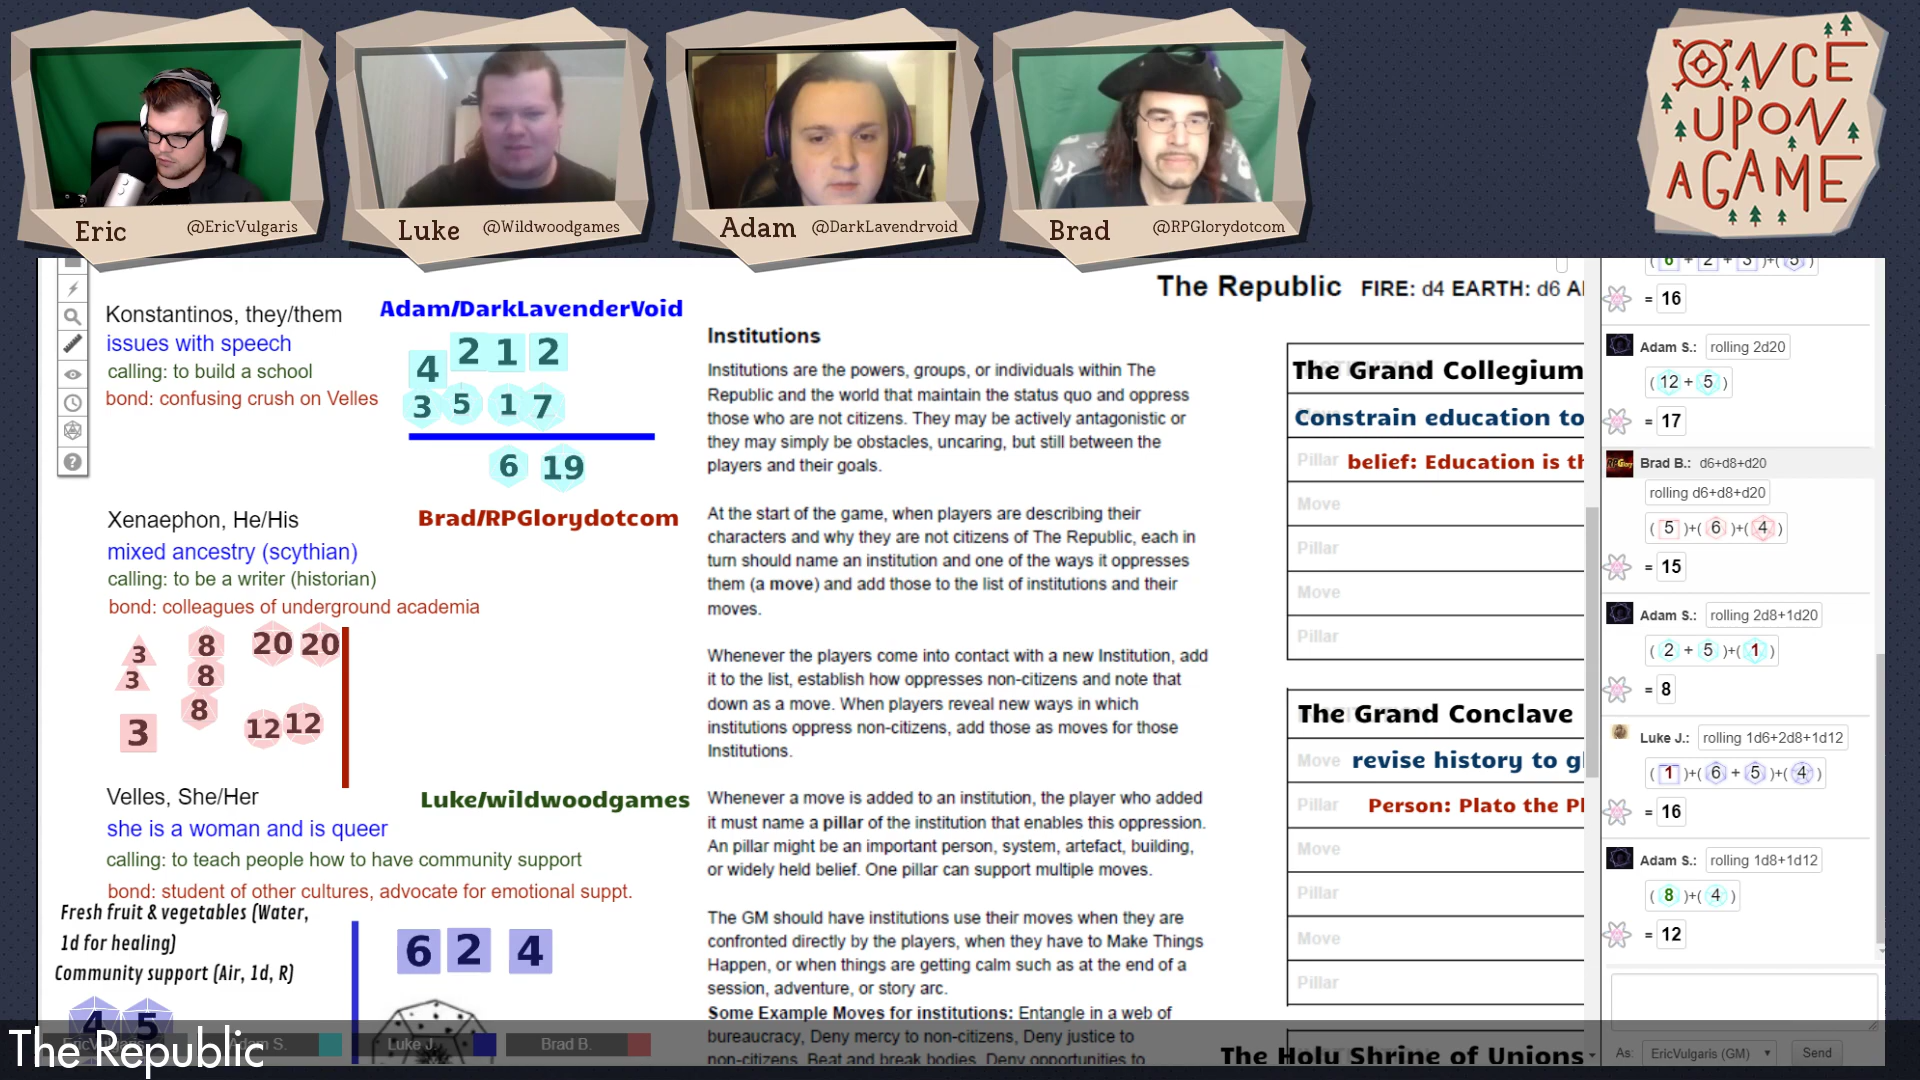 Eric @EricVulgaris
Luke @Wildwoodgames
Adam @DarkLavendrvoid
Brad @RPGlorydotcom
ONCE
UPON
A GAME
Konstantinos, they/them
issues with speech
calling: to build a school
bond: confusing crush on Velles
Adam/DarkLavenderVoid
4 2 1 2
3 5 1 7
6 19
Xenaephon, He/His
mixed ancestry (scythian)
calling: to be a writer (historian)
bond: colleagues of underground academia
Brad/RPGlorydotcom
3 8 20 20
3 8
8
3 12 12
Velles, She/Her
she is a woman and is queer
calling: to teach people how to have community support
bond: student of other cultures, advocate for emotional suppt.
Luke/wildwoodgames
Fresh fruit & vegetables (Water,
1d for healing)
Community support (Air, 1d, R)
6 2 4
4 5
EricVulgaris Adam S. Luke J. Brad B.
The Republic
The Republic FIRE: d4 EARTH: d6
Institutions
Institutions are the powers, groups, or individuals within The
Republic and the world that maintain the status quo and oppress
those who are not citizens. They may be actively antagonistic or
they may simply be obstacles, uncaring, but still between the
players and their goals.
At the start of the game, when players are describing their
characters and why they are not citizens of The Republic, each in
turn should name an institution and one of the ways it oppresses
them (a move) and add those to the list of institutions and their
moves.
Whenever the players come into contact with a new Institution, add
it to the list, establish how oppresses non-citizens and note that
down as a move. When players reveal new ways in which
institutions oppress non-citizens, add those as moves for those
Institutions.
Whenever a move is added to an institution, the player who added
it must name a pillar of the institution that enables this oppression.
An pillar might be an important person, system, artefact, building,
or widely held belief. One pillar can support multiple moves.
The GM should have institutions use their moves when they are
confronted directly by the players, when they have to Make Things
Happen, or when things are getting calm such as at the end of a
session, adventure, or story arc.
Some Example Moves for institutions: Entangle in a web of
bureaucracy, Deny mercy to non-citizens, Deny justice to
non-citizens, Beat and break bodies, Deny opportunities to
The Grand Collegium
Constrain education to
Pillar belief: Education is
Move
Pillar
Move
Pillar
The Grand Conclave
Move revise history to
Pillar Person: Plato the
Move
Pillar
Move
Pillar
The Holy Shrine of Unions
( 6 + 2 + 3 )+( 5 )
= 16
Adam S.: rolling 2d20
( 12 + 5 )
= 17
Brad B.: d6+d8+d20
rolling d6+d8+d20
( 5 )+( 6 )+( 4 )
= 15
Adam S.: rolling 2d8+1d20
( 2 + 5 )+( 1 )
= 8
Luke J.: rolling 1d6+2d8+1d12
( 1 )+( 6 + 5 )+( 4 )
= 16
Adam S.: rolling 1d8+1d12
( 8 )+( 4 )
= 12
As: EricVulgaris (GM) Send